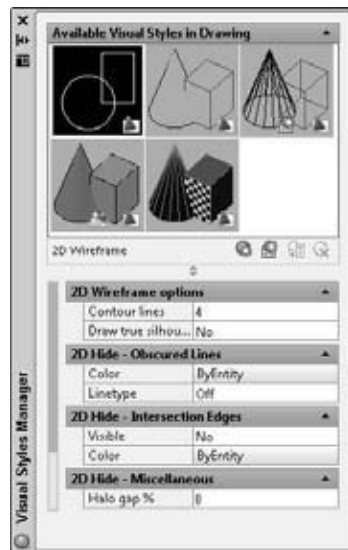 Available Visual Styles in Drawing
2D Wireframe
2D Wireframe options
Contour lines 4
Draw true silhou... No
2D Hide - Obscured Lines
Color ByEntity
Linetype Off
2D Hide - Intersection Edges
Visible No
Color ByEntity
2D Hide - Miscellaneous
Halo gap % 0
Visual Styles Manager